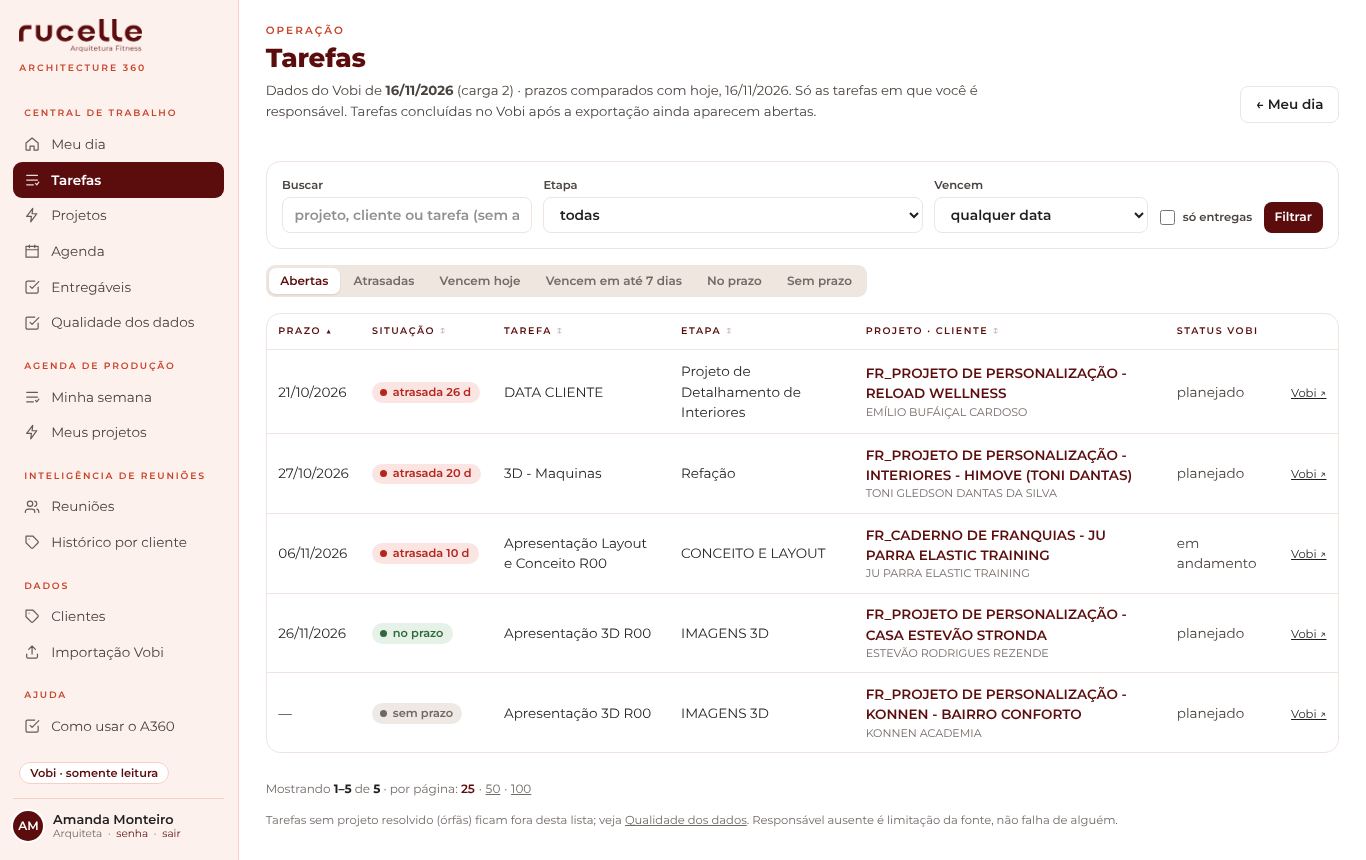 rucelle
Arquitetura Fitness
ARCHITECTURE 360
CENTRAL DE TRABALHO
Meu dia
Tarefas
Projetos
Agenda
Entregáveis
Qualidade dos dados
AGENDA DE PRODUÇÃO
Minha semana
Meus projetos
INTELIGÊNCIA DE REUNIÕES
Reuniões
Histórico por cliente
DADOS
Clientes
Importação Vobi
AJUDA
Como usar o A360
Vobi · somente leitura
AM
Amanda Monteiro
Arquiteta · senha · sair
OPERAÇÃO
Tarefas
Dados do Vobi de 16/11/2026 (carga 2) · prazos comparados com hoje, 16/11/2026. Só as tarefas em que você é
responsável. Tarefas concluídas no Vobi após a exportação ainda aparecem abertas.
← Meu dia
Buscar Etapa Vencem
projeto, cliente ou tarefa (sem a todas qualquer data só entregas Filtrar
Abertas Atrasadas Vencem hoje Vencem em até 7 dias No prazo Sem prazo
PRAZO ▲ SITUAÇÃO ↕ TAREFA ↕ ETAPA ↕ PROJETO · CLIENTE ↕ STATUS VOBI
21/10/2026 atrasada 26 d DATA CLIENTE
Projeto de
Detalhamento de
Interiores
FR_PROJETO DE PERSONALIZAÇÃO -
RELOAD WELLNESS
EMÍLIO BUFÁIÇAL CARDOSO
planejado Vobi ↗
27/10/2026 atrasada 20 d 3D - Maquinas Refação
FR_PROJETO DE PERSONALIZAÇÃO -
INTERIORES - HIMOVE (TONI DANTAS)
TONI GLEDSON DANTAS DA SILVA
planejado Vobi ↗
06/11/2026 atrasada 10 d
Apresentação Layout
e Conceito R00
CONCEITO E LAYOUT
FR_CADERNO DE FRANQUIAS - JU
PARRA ELASTIC TRAINING
JU PARRA ELASTIC TRAINING
em
andamento
Vobi ↗
26/11/2026 no prazo Apresentação 3D R00 IMAGENS 3D
FR_PROJETO DE PERSONALIZAÇÃO -
CASA ESTEVÃO STRONDA
ESTEVÃO RODRIGUES REZENDE
planejado Vobi ↗
— sem prazo Apresentação 3D R00 IMAGENS 3D
FR_PROJETO DE PERSONALIZAÇÃO -
KONNEN - BAIRRO CONFORTO
KONNEN ACADEMIA
planejado Vobi ↗
Mostrando 1–5 de 5 · por página: 25 · 50 · 100
Tarefas sem projeto resolvido (órfãs) ficam fora desta lista; veja Qualidade dos dados. Responsável ausente é limitação da fonte, não falha de alguém.